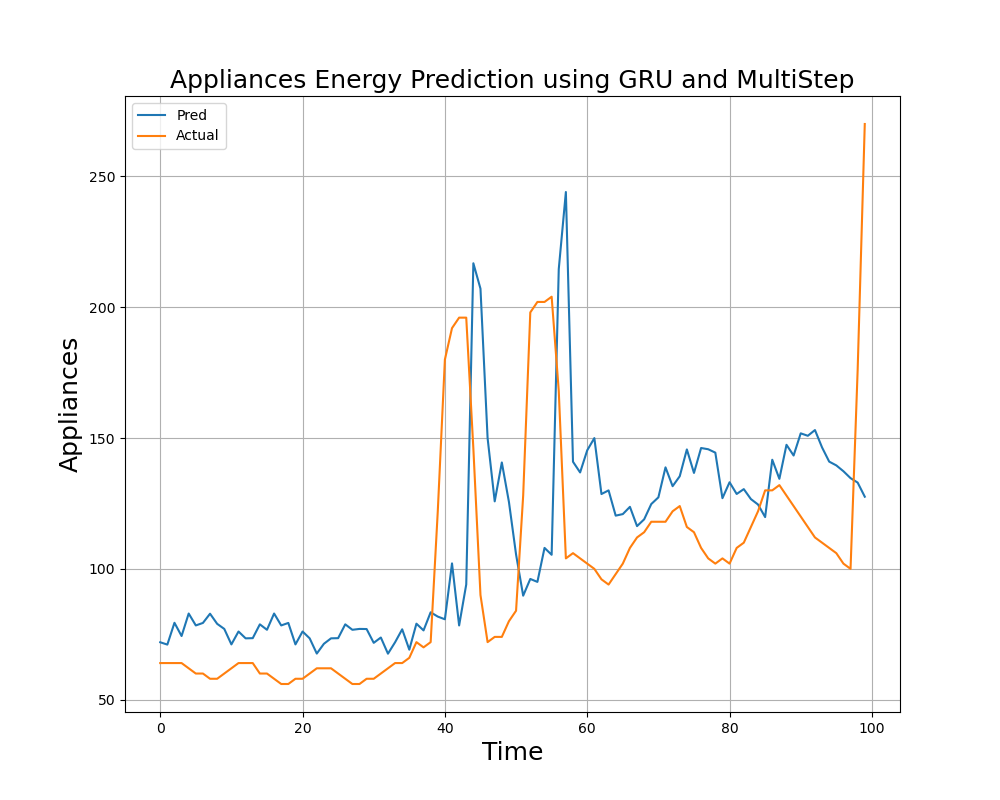 Appliances Energy Prediction using GRU and MultiStep
Pred
Actual
250
200
150
100
50
Appliances
0 20 40 60 80 100
Time